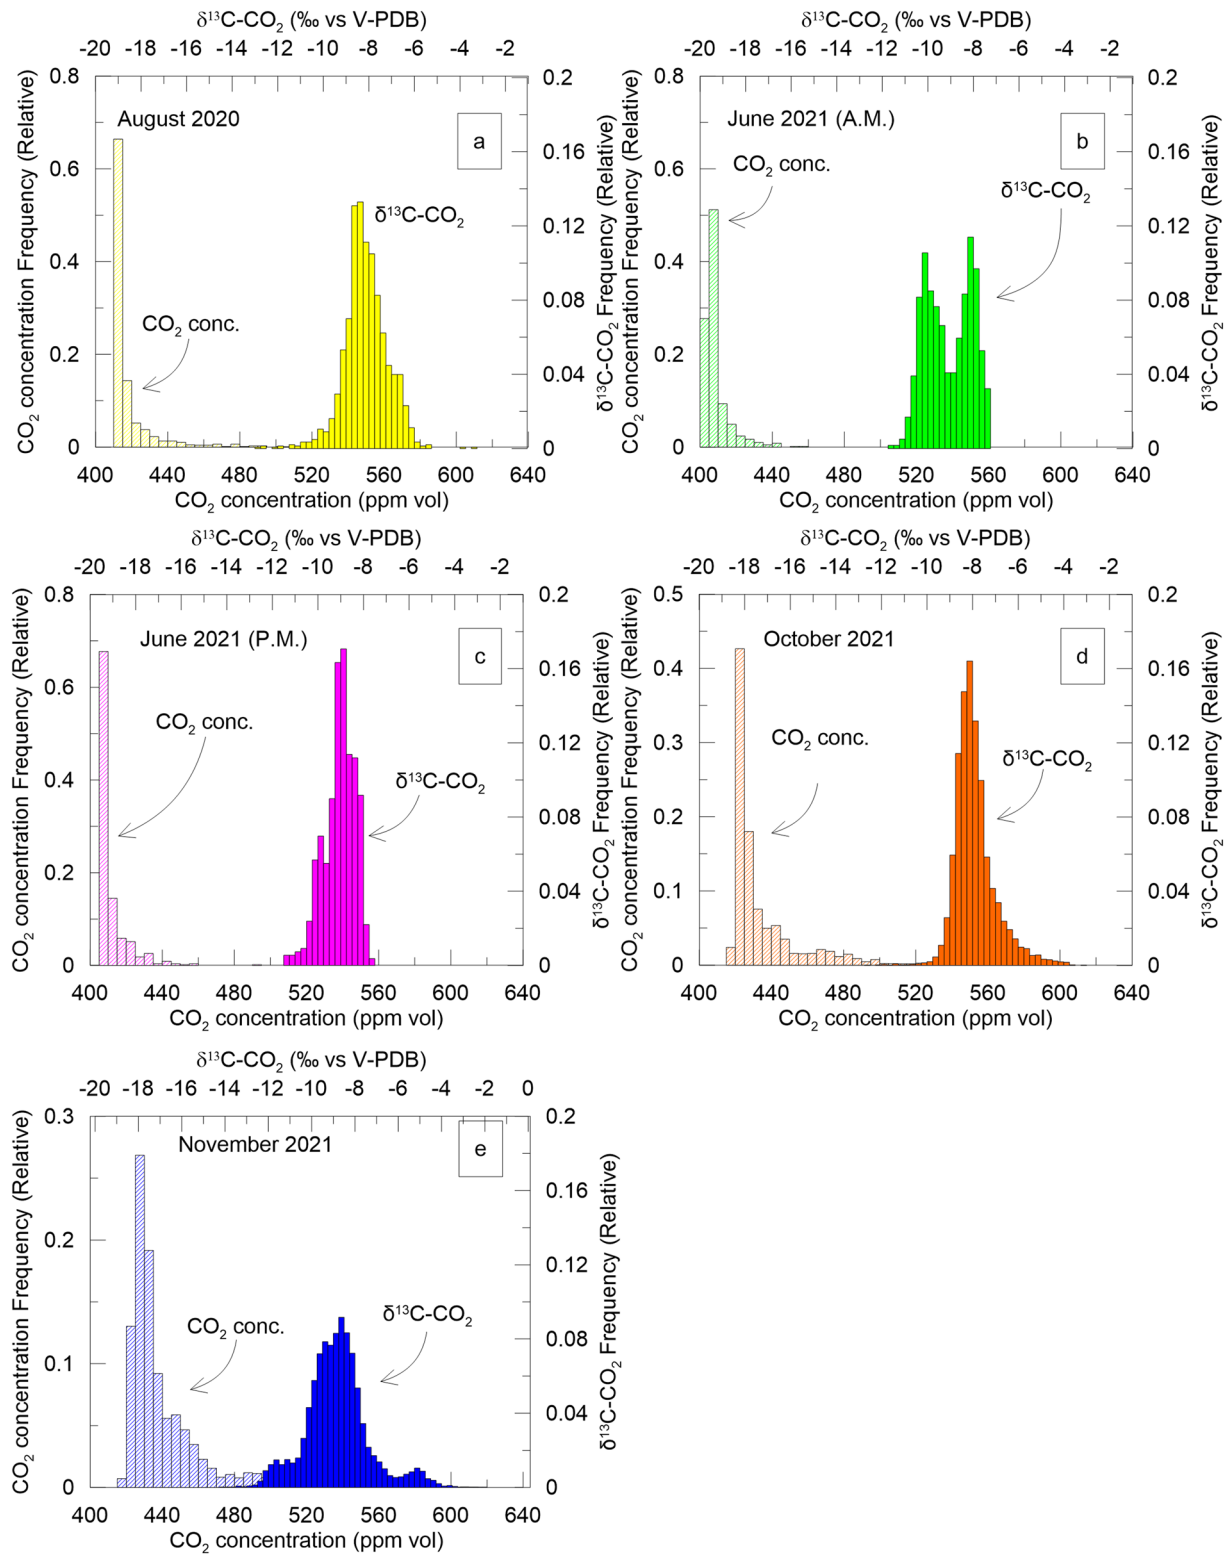 δ¹³C-CO₂ (‰ vs V-PDB)
-20 -18 -16 -14 -12 -10 -8 -6 -4 -2
0.8 0.6 0.4 0.2 0
CO₂ concentration Frequency (Relative)
August 2020
a
CO₂ conc.
δ¹³C-CO₂
0.2 0.16 0.12 0.08 0.04 0
δ¹³C-CO₂ Frequency (Relative)
400 440 480 520 560 600 640
CO₂ concentration (ppm vol)
δ¹³C-CO₂ (‰ vs V-PDB)
-20 -18 -16 -14 -12 -10 -8 -6 -4 -2
0.8 0.6 0.4 0.2 0
CO₂ concentration Frequency (Relative)
June 2021 (A.M.)
b
CO₂ conc.
δ¹³C-CO₂
0.2 0.16 0.12 0.08 0.04 0
δ¹³C-CO₂ Frequency (Relative)
400 440 480 520 560 600 640
CO₂ concentration (ppm vol)
δ¹³C-CO₂ (‰ vs V-PDB)
-20 -18 -16 -14 -12 -10 -8 -6 -4 -2
0.8 0.6 0.4 0.2 0
CO₂ concentration Frequency (Relative)
June 2021 (P.M.)
c
CO₂ conc.
δ¹³C-CO₂
0.2 0.16 0.12 0.08 0.04 0
δ¹³C-CO₂ Frequency (Relative)
400 440 480 520 560 600 640
CO₂ concentration (ppm vol)
δ¹³C-CO₂ (‰ vs V-PDB)
-20 -18 -16 -14 -12 -10 -8 -6 -4 -2
0.5 0.4 0.3 0.2 0.1 0
CO₂ concentration Frequency (Relative)
October 2021
d
CO₂ conc.
δ¹³C-CO₂
0.2 0.16 0.12 0.08 0.04 0
δ¹³C-CO₂ Frequency (Relative)
400 440 480 520 560 600 640
CO₂ concentration (ppm vol)
δ¹³C-CO₂ (‰ vs V-PDB)
-20 -18 -16 -14 -12 -10 -8 -6 -4 -2 0
0.3 0.2 0.1 0
CO₂ concentration Frequency (Relative)
November 2021
e
CO₂ conc.
δ¹³C-CO₂
0.2 0.16 0.12 0.08 0.04 0
δ¹³C-CO₂ Frequency (Relative)
400 440 480 520 560 600 640
CO₂ concentration (ppm vol)